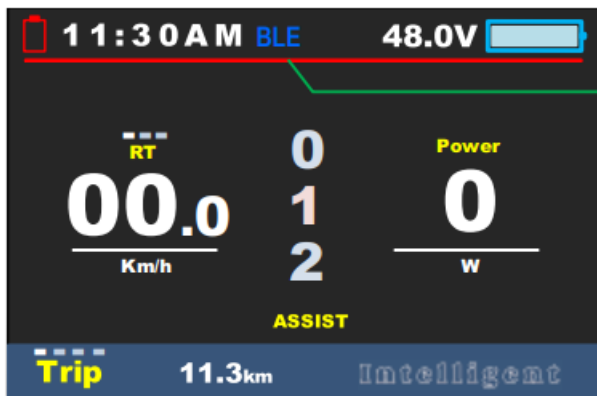 11:30AM BLE 48.0V
RT 0 Power
00.0 1 0
Km/h 2 W
ASSIST
Trip 11.3km Intelligent